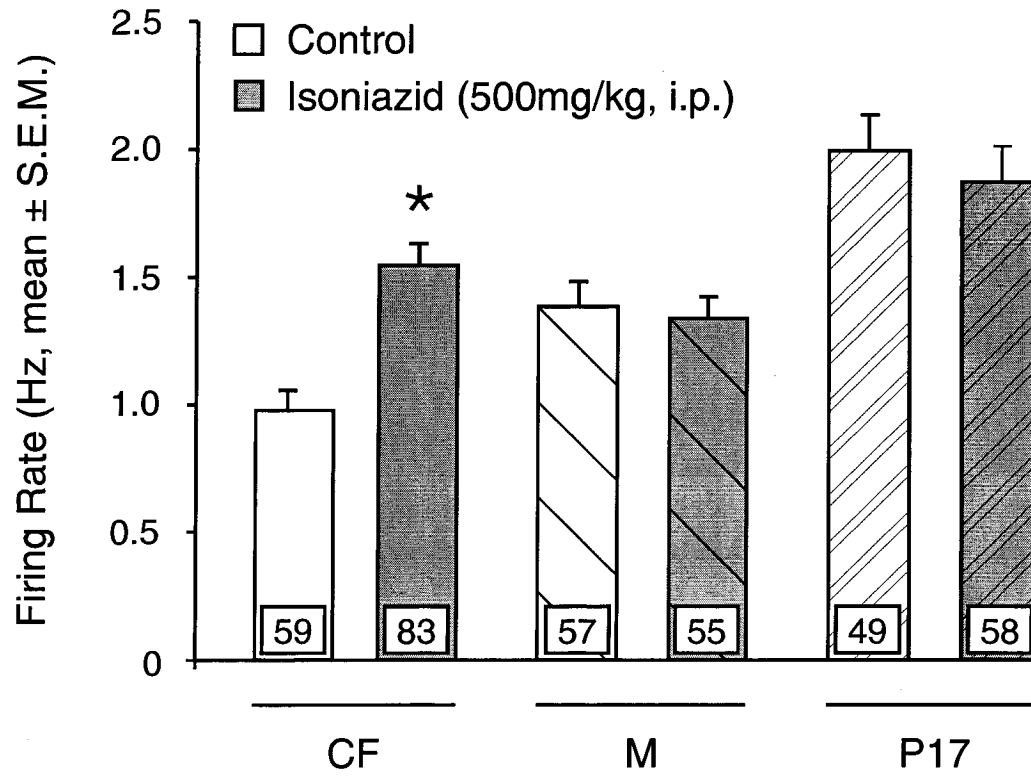 Firing Rate (Hz, mean ± S.E.M.)
2.5
2.0
1.5
1.0
0.5
0
Control
Isoniazid (500mg/kg, i.p.)
*
59
83
57
55
49
58
CF
M
P17